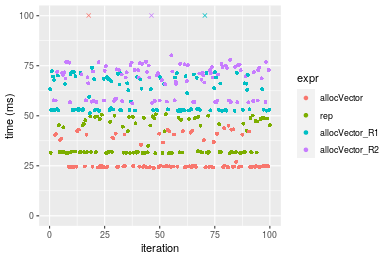 100
75
50
25
0
time (ms)
0
25
50
75
100
iteration
expr
allocVector
rep
allocVector_R1
allocVector_R2